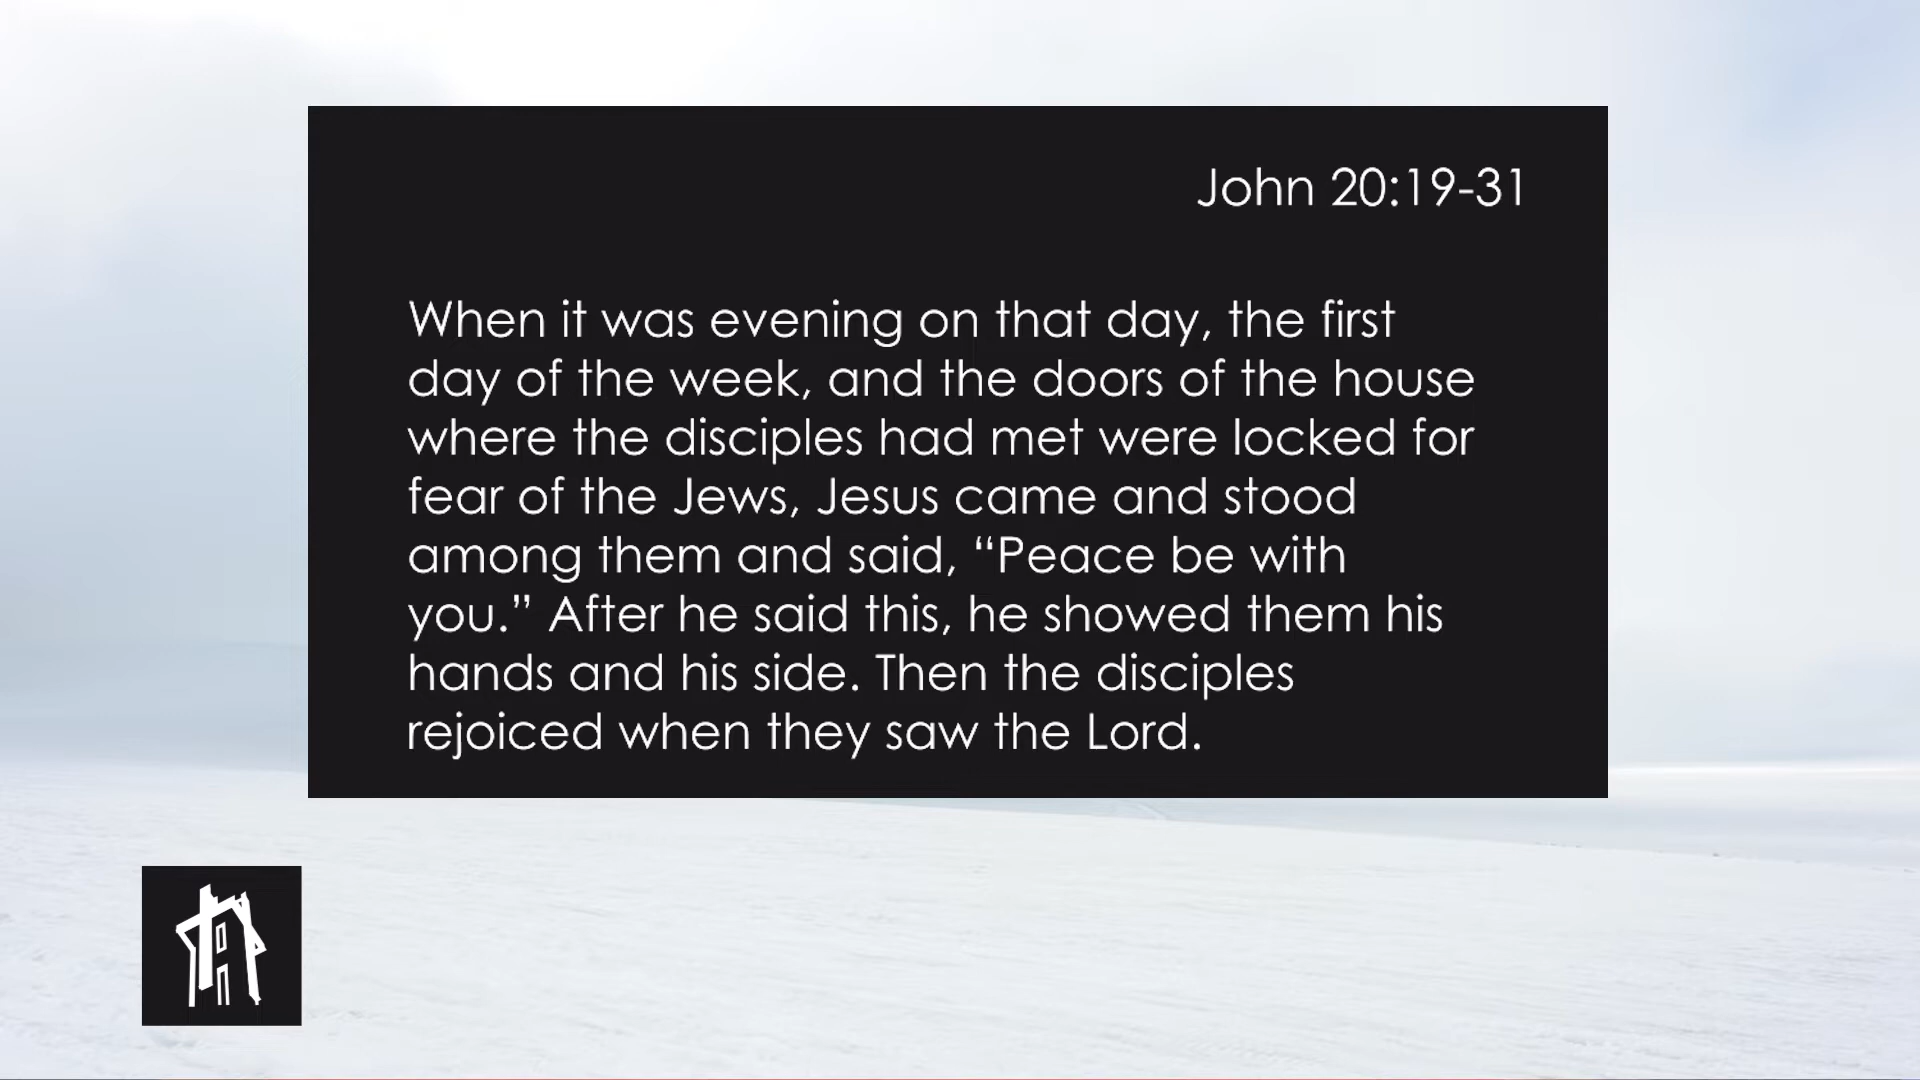 John 20:19-31
When it was evening on that day, the first
day of the week, and the doors of the house
where the disciples had met were locked for
fear of the Jews, Jesus came and stood
among them and said, “Peace be with
you.” After he said this, he showed them his
hands and his side. Then the disciples
rejoiced when they saw the Lord.